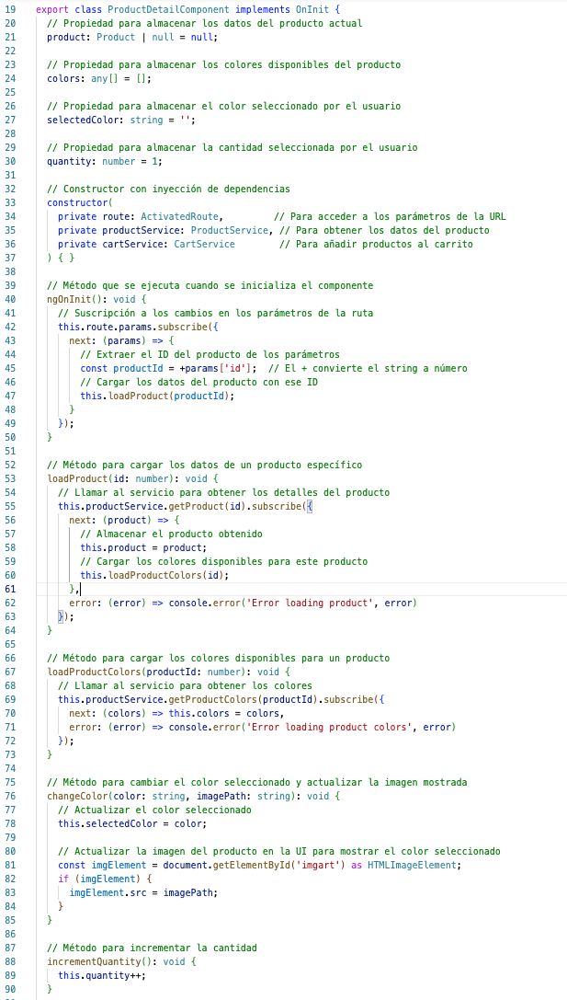 19 export class ProductDetailComponent implements OnInit {
20   // Propiedad para almacenar los datos del producto actual
21   product: Product | null = null;
22
23   // Propiedad para almacenar los colores disponibles del producto
24   colors: any[] = [];
25
26   // Propiedad para almacenar el color seleccionado por el usuario
27   selectedColor: string = '';
28
29   // Propiedad para almacenar la cantidad seleccionada por el usuario
30   quantity: number = 1;
31
32   // Constructor con inyección de dependencias
33   constructor(
34     private route: ActivatedRoute,         // Para acceder a los parámetros de la URL
35     private productService: ProductService, // Para obtener los datos del producto
36     private cartService: CartService        // Para añadir productos al carrito
37   ) { }
38
39   // Método que se ejecuta cuando se inicializa el componente
40   ngOnInit(): void {
41     // Suscripción a los cambios en los parámetros de la ruta
42     this.route.params.subscribe({
43       next: (params) => {
44         // Extraer el ID del producto de los parámetros
45         const productId = +params['id'];  // El + convierte el string a número
46         // Cargar los datos del producto con ese ID
47         this.loadProduct(productId);
48       }
49     });
50   }
51
52   // Método para cargar los datos de un producto específico
53   loadProduct(id: number): void {
54     // Llamar al servicio para obtener los detalles del producto
55     this.productService.getProduct(id).subscribe({
56       next: (product) => {
57         // Almacenar el producto obtenido
58         this.product = product;
59         // Cargar los colores disponibles para este producto
60         this.loadProductColors(id);
61       },
62       error: (error) => console.error('Error loading product', error)
63     });
64   }
65
66   // Método para cargar los colores disponibles para un producto
67   loadProductColors(productId: number): void {
68     // Llamar al servicio para obtener los colores
69     this.productService.getProductColors(productId).subscribe({
70       next: (colors) => this.colors = colors,
71       error: (error) => console.error('Error loading product colors', error)
72     });
73   }
74
75   // Método para cambiar el color seleccionado y actualizar la imagen mostrada
76   changeColor(color: string, imagePath: string): void {
77     // Actualizar el color seleccionado
78     this.selectedColor = color;
79
80     // Actualizar la imagen del producto en la UI para mostrar el color seleccionado
81     const imgElement = document.getElementById('imgart') as HTMLImageElement;
82     if (imgElement) {
83       imgElement.src = imagePath;
84     }
85   }
86
87   // Método para incrementar la cantidad
88   incrementQuantity(): void {
89     this.quantity++;
90   }